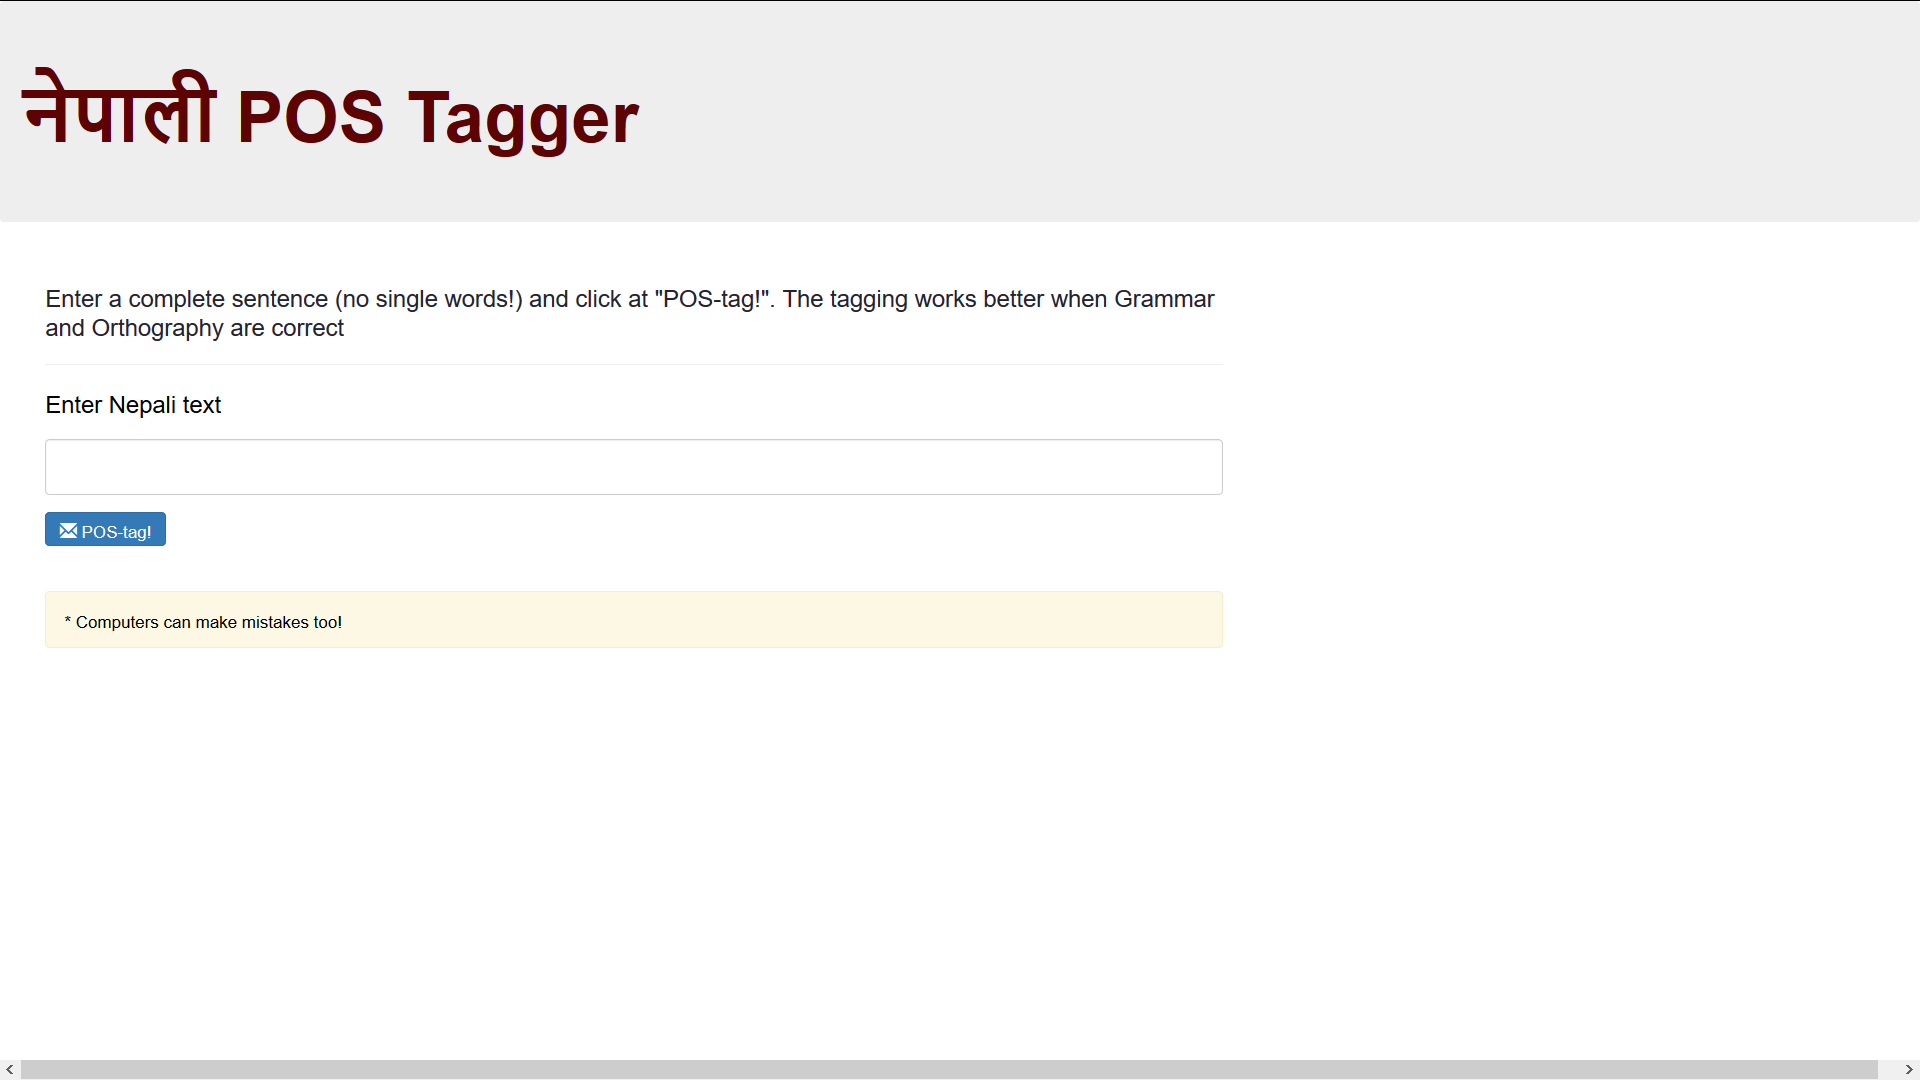 नेपाली POS Tagger
Enter a complete sentence (no single words!) and click at "POS-tag!". The tagging works better when Grammar
and Orthography are correct
Enter Nepali text
POS-tag!
* Computers can make mistakes too!